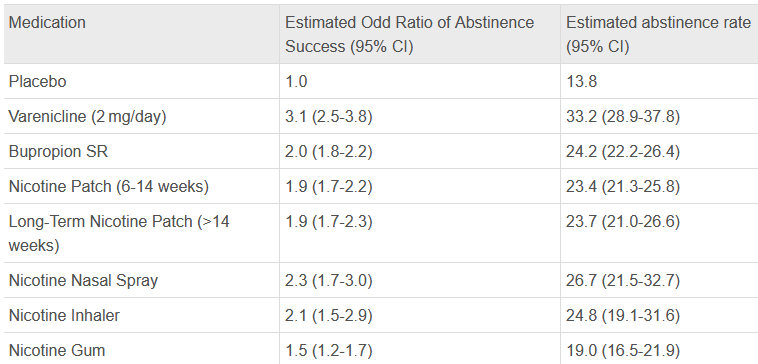 Medication Estimated Odd Ratio of Abstinence Estimated abstinence rate
Success (95% CI) (95% CI)
Placebo 1.0 13.8
Varenicline (2 mg/day) 3.1 (2.5-3.8) 33.2 (28.9-37.8)
Bupropion SR 2.0 (1.8-2.2) 24.2 (22.2-26.4)
Nicotine Patch (6-14 weeks) 1.9 (1.7-2.2) 23.4 (21.3-25.8)
Long-Term Nicotine Patch (>14 1.9 (1.7-2.3) 23.7 (21.0-26.6)
weeks)
Nicotine Nasal Spray 2.3 (1.7-3.0) 26.7 (21.5-32.7)
Nicotine Inhaler 2.1 (1.5-2.9) 24.8 (19.1-31.6)
Nicotine Gum 1.5 (1.2-1.7) 19.0 (16.5-21.9)